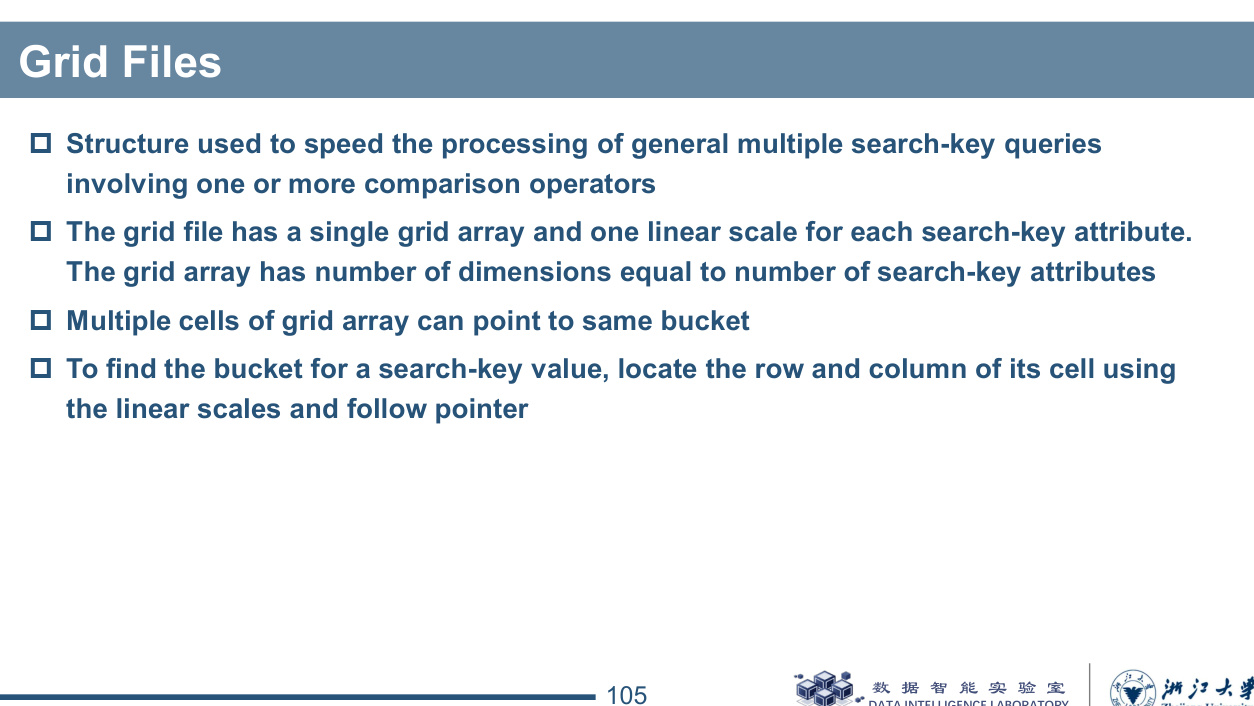 Grid Files
Structure used to speed the processing of general multiple search-key queries
involving one or more comparison operators
The grid file has a single grid array and one linear scale for each search-key attribute.
The grid array has number of dimensions equal to number of search-key attributes
Multiple cells of grid array can point to same bucket
To find the bucket for a search-key value, locate the row and column of its cell using
the linear scales and follow pointer
105
数据智能实验室
DATA INTELLIGENCE LABORATORY
浙江大学
Zhejiang University